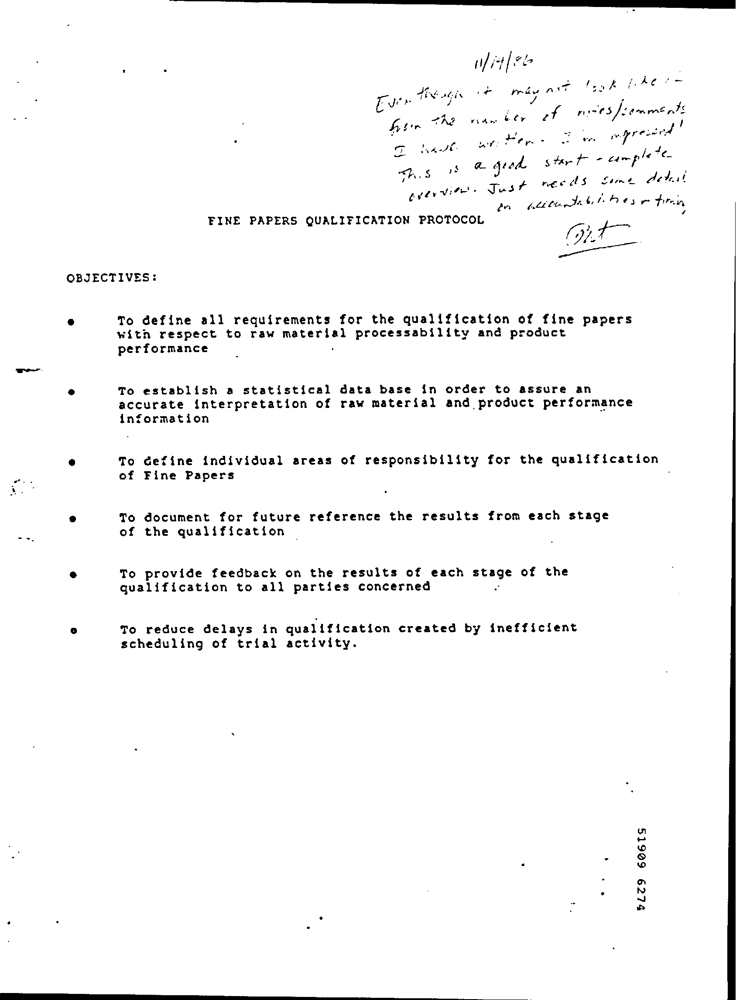 11/14/86
Even though it may not look like it
from the number of notes/comments
I have written - I'm impressed!
This is a good start - complete
overview. Just needs some detail
on accountabilities + timing
FINE PAPERS QUALIFICATION PROTOCOL
OBJECTIVES:
• To define all requirements for the qualification of fine papers
with respect to raw material processability and product
performance
• To establish a statistical data base in order to assure an
accurate interpretation of raw material and product performance
information
• To define individual areas of responsibility for the qualification
of Fine Papers
• To document for future reference the results from each stage
of the qualification
• To provide feedback on the results of each stage of the
qualification to all parties concerned
• To reduce delays in qualification created by inefficient
scheduling of trial activity.
51909 6274